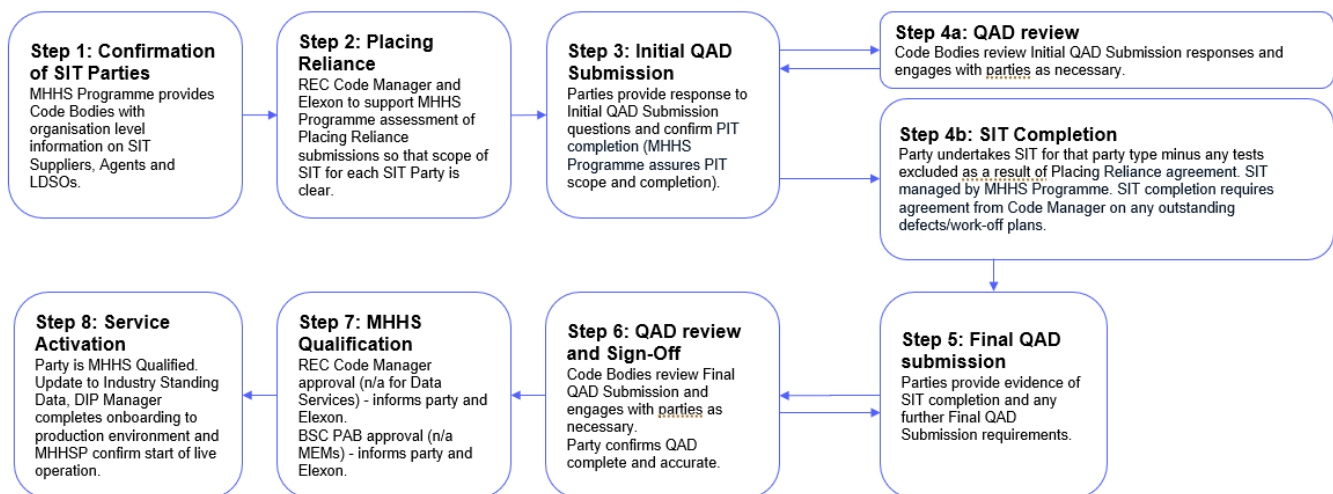 Step 1: Confirmation
of SIT Parties
MHHS Programme provides
Code Bodies with
organisation level
information on SIT
Suppliers, Agents and
LDSOs.
Step 2: Placing
Reliance
REC Code Manager and
Elexon to support MHHS
Programme assessment of
Placing Reliance
submissions so that scope of
SIT for each SIT Party is
clear.
Step 3: Initial QAD
Submission
Parties provide response to
Initial QAD Submission
questions and confirm PIT
completion (MHHS
Programme assures PIT
scope and completion).
Step 4a: QAD review
Code Bodies review Initial QAD Submission responses and
engages with parties as necessary.
Step 4b: SIT Completion
Party undertakes SIT for that party type minus any tests
excluded as a result of Placing Reliance agreement. SIT
managed by MHHS Programme. SIT completion requires
agreement from Code Manager on any outstanding
defects/work-off plans.
Step 5: Final QAD
submission
Parties provide evidence of
SIT completion and any
further Final QAD
Submission requirements.
Step 6: QAD review
and Sign-Off
Code Bodies review Final
QAD Submission and
engages with parties as
necessary.
Party confirms QAD
complete and accurate.
Step 7: MHHS
Qualification
REC Code Manager
approval (n/a for Data
Services) - informs party and
Elexon.
BSC PAB approval (n/a
MEMs) - informs party and
Elexon.
Step 8: Service
Activation
Party is MHHS Qualified.
Update to Industry Standing
Data, DIP Manager
completes onboarding to
production environment and
MHHSP confirm start of live
operation.